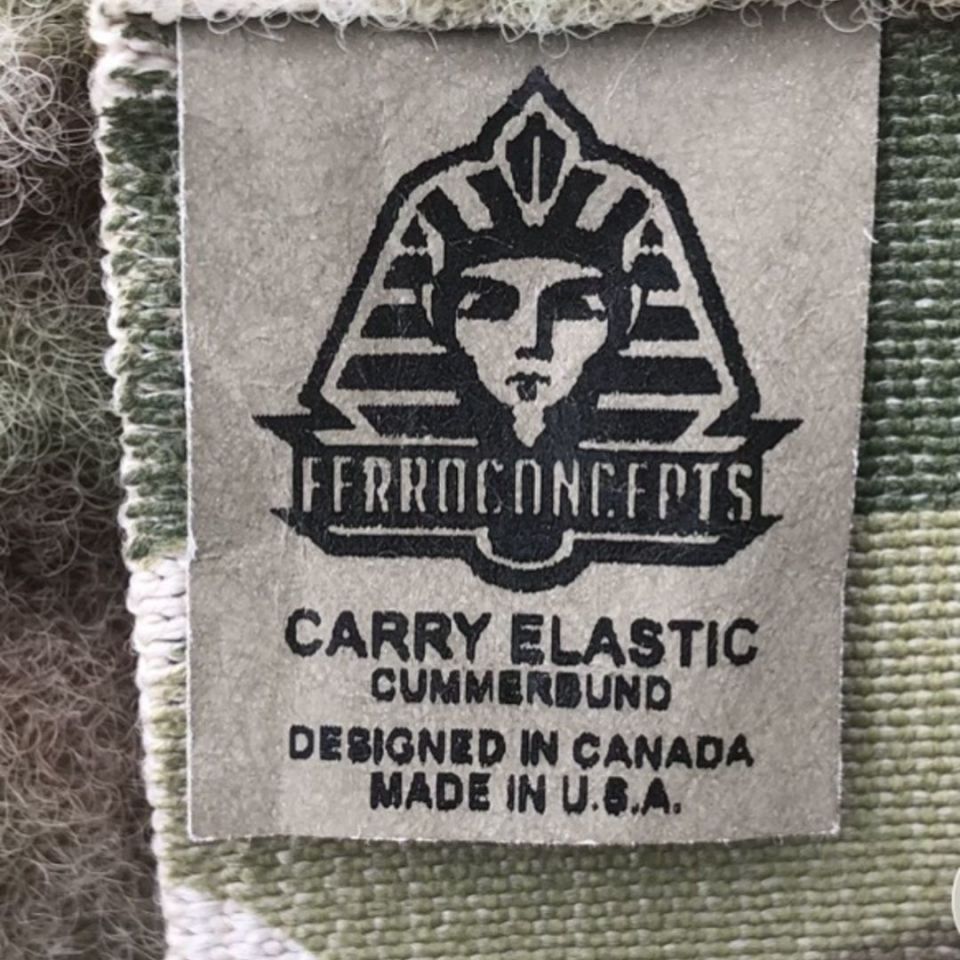 FERROCONCEPTS
CARRY ELASTIC
CUMMERBUND
DESIGNED IN CANADA
MADE IN U.S.A.